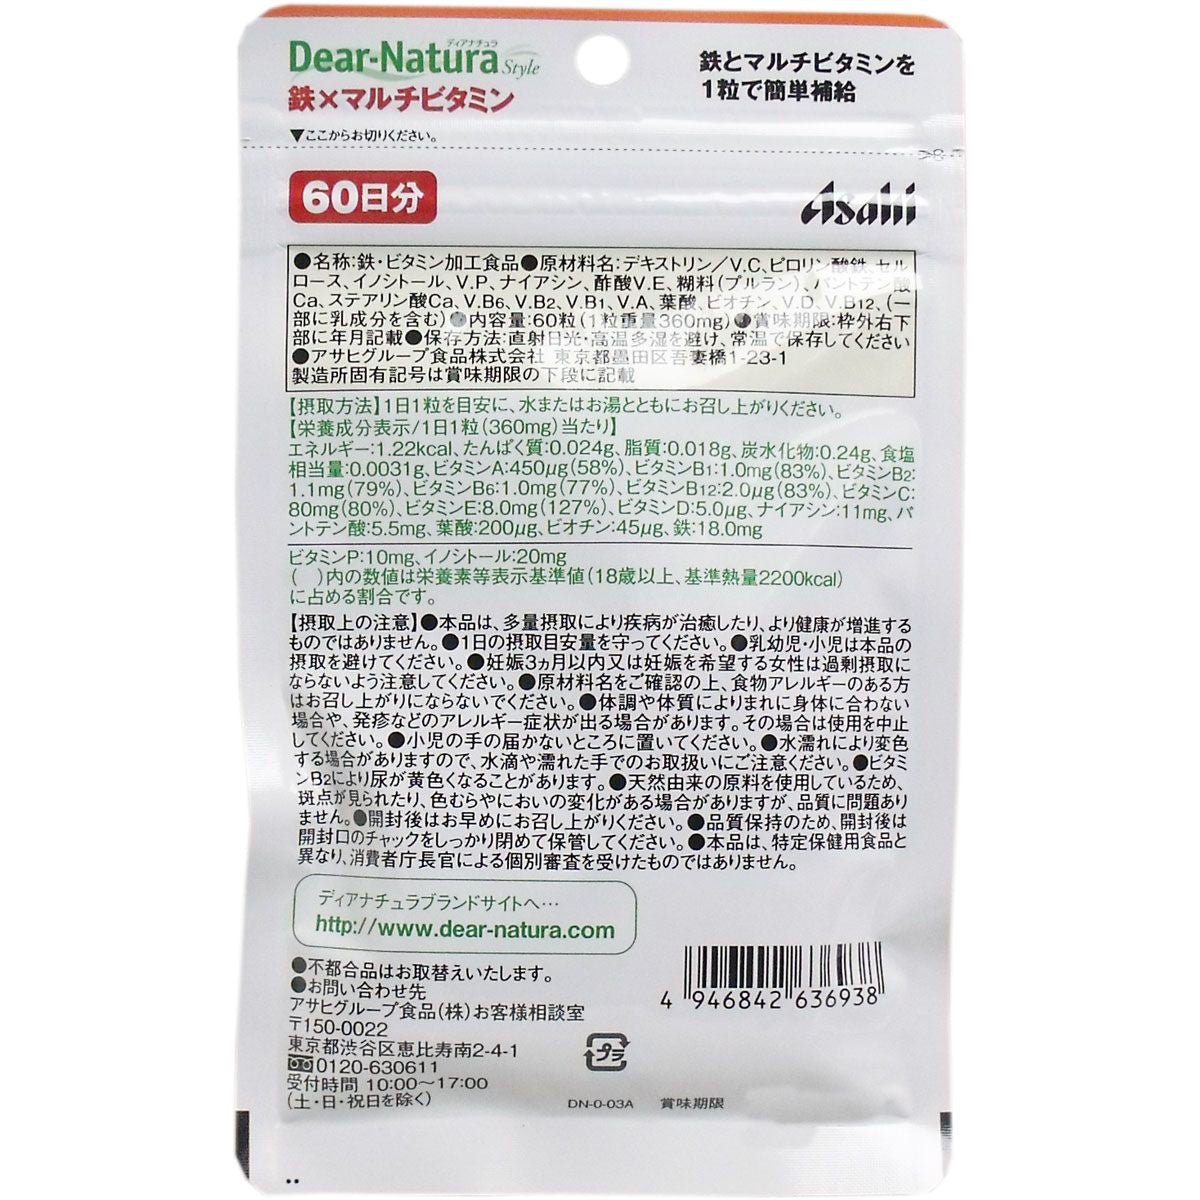 ディアナチュラ
Dear-Natura Style
鉄×マルチビタミン
鉄とマルチビタミンを
1粒で簡単補給
▼ここからお切りください。
60日分
Asahi
●名称:鉄・ビタミン加工食品●原材料名:デキストリン/V.C、ピロリン酸鉄、セル
ロース、イノシトール、V.P、ナイアシン、酢酸V.E、糊料(プルラン)、パントテン酸
Ca、ステアリン酸Ca、V.B6、V.B2、V.B1、V.A、葉酸、ビオチン、V.D、V.B12、(一
部に乳成分を含む)●内容量:60粒(1粒重量360mg)●賞味期限:枠外右下
部に年月記載●保存方法:直射日光・高温多湿を避け、常温で保存してください
●アサヒグループ食品株式会社 東京都墨田区吾妻橋1-23-1
製造所固有記号は賞味期限の下段に記載
【摂取方法】1日1粒を目安に、水またはお湯とともにお召し上がりください。
【栄養成分表示/1日1粒(360mg)当たり】
エネルギー:1.22kcal、たんぱく質:0.024g、脂質:0.018g、炭水化物:0.24g、食塩
相当量:0.0031g、ビタミンA:450μg(58%)、ビタミンB1:1.0mg(83%)、ビタミンB2:
1.1mg(79%)、ビタミンB6:1.0mg(77%)、ビタミンB12:2.0μg(83%)、ビタミンC:
80mg(80%)、ビタミンE:8.0mg(127%)、ビタミンD:5.0μg、ナイアシン:11mg、パ
ントテン酸:5.5mg、葉酸:200μg、ビオチン:45μg、鉄:18.0mg
ビタミンP:10mg、イノシトール:20mg
(　)内の数値は栄養素等表示基準値(18歳以上、基準熱量2200kcal)
に占める割合です。
【摂取上の注意】●本品は、多量摂取により疾病が治癒したり、より健康が増進する
ものではありません。●1日の摂取目安量を守ってください。●乳幼児・小児は本品の
摂取を避けてください。●妊娠3ヵ月以内又は妊娠を希望する女性は過剰摂取に
ならないよう注意してください。●原材料名をご確認の上、食物アレルギーのある方
はお召し上がりにならないでください。●体調や体質によりまれに身体に合わない
場合や、発疹などのアレルギー症状が出る場合があります。その場合は使用を中止
してください。●小児の手の届かないところに置いてください。●水濡れにより変色
する場合がありますので、水滴や濡れた手でのお取扱いにご注意ください。●ビタミ
ンB2により尿が黄色くなることがあります。●天然由来の原料を使用しているため、
斑点が見られたり、色むらやにおいの変化がある場合がありますが、品質に問題あり
ません。●開封後はお早めにお召し上がりください。●品質保持のため、開封後は
開封口のチャックをしっかり閉めて保管してください。●本品は、特定保健用食品と
異なり、消費者庁長官による個別審査を受けたものではありません。
ディアナチュラブランドサイトへ…
http://www.dear-natura.com
●不都合品はお取替えいたします。
●お問い合わせ先
アサヒグループ食品(株)お客様相談室
〒150-0022
東京都渋谷区恵比寿南2-4-1
0120-630611
受付時間 10:00～17:00
(土・日・祝日を除く)
4 946842 636938
プラ
DN-0-03A 賞味期限